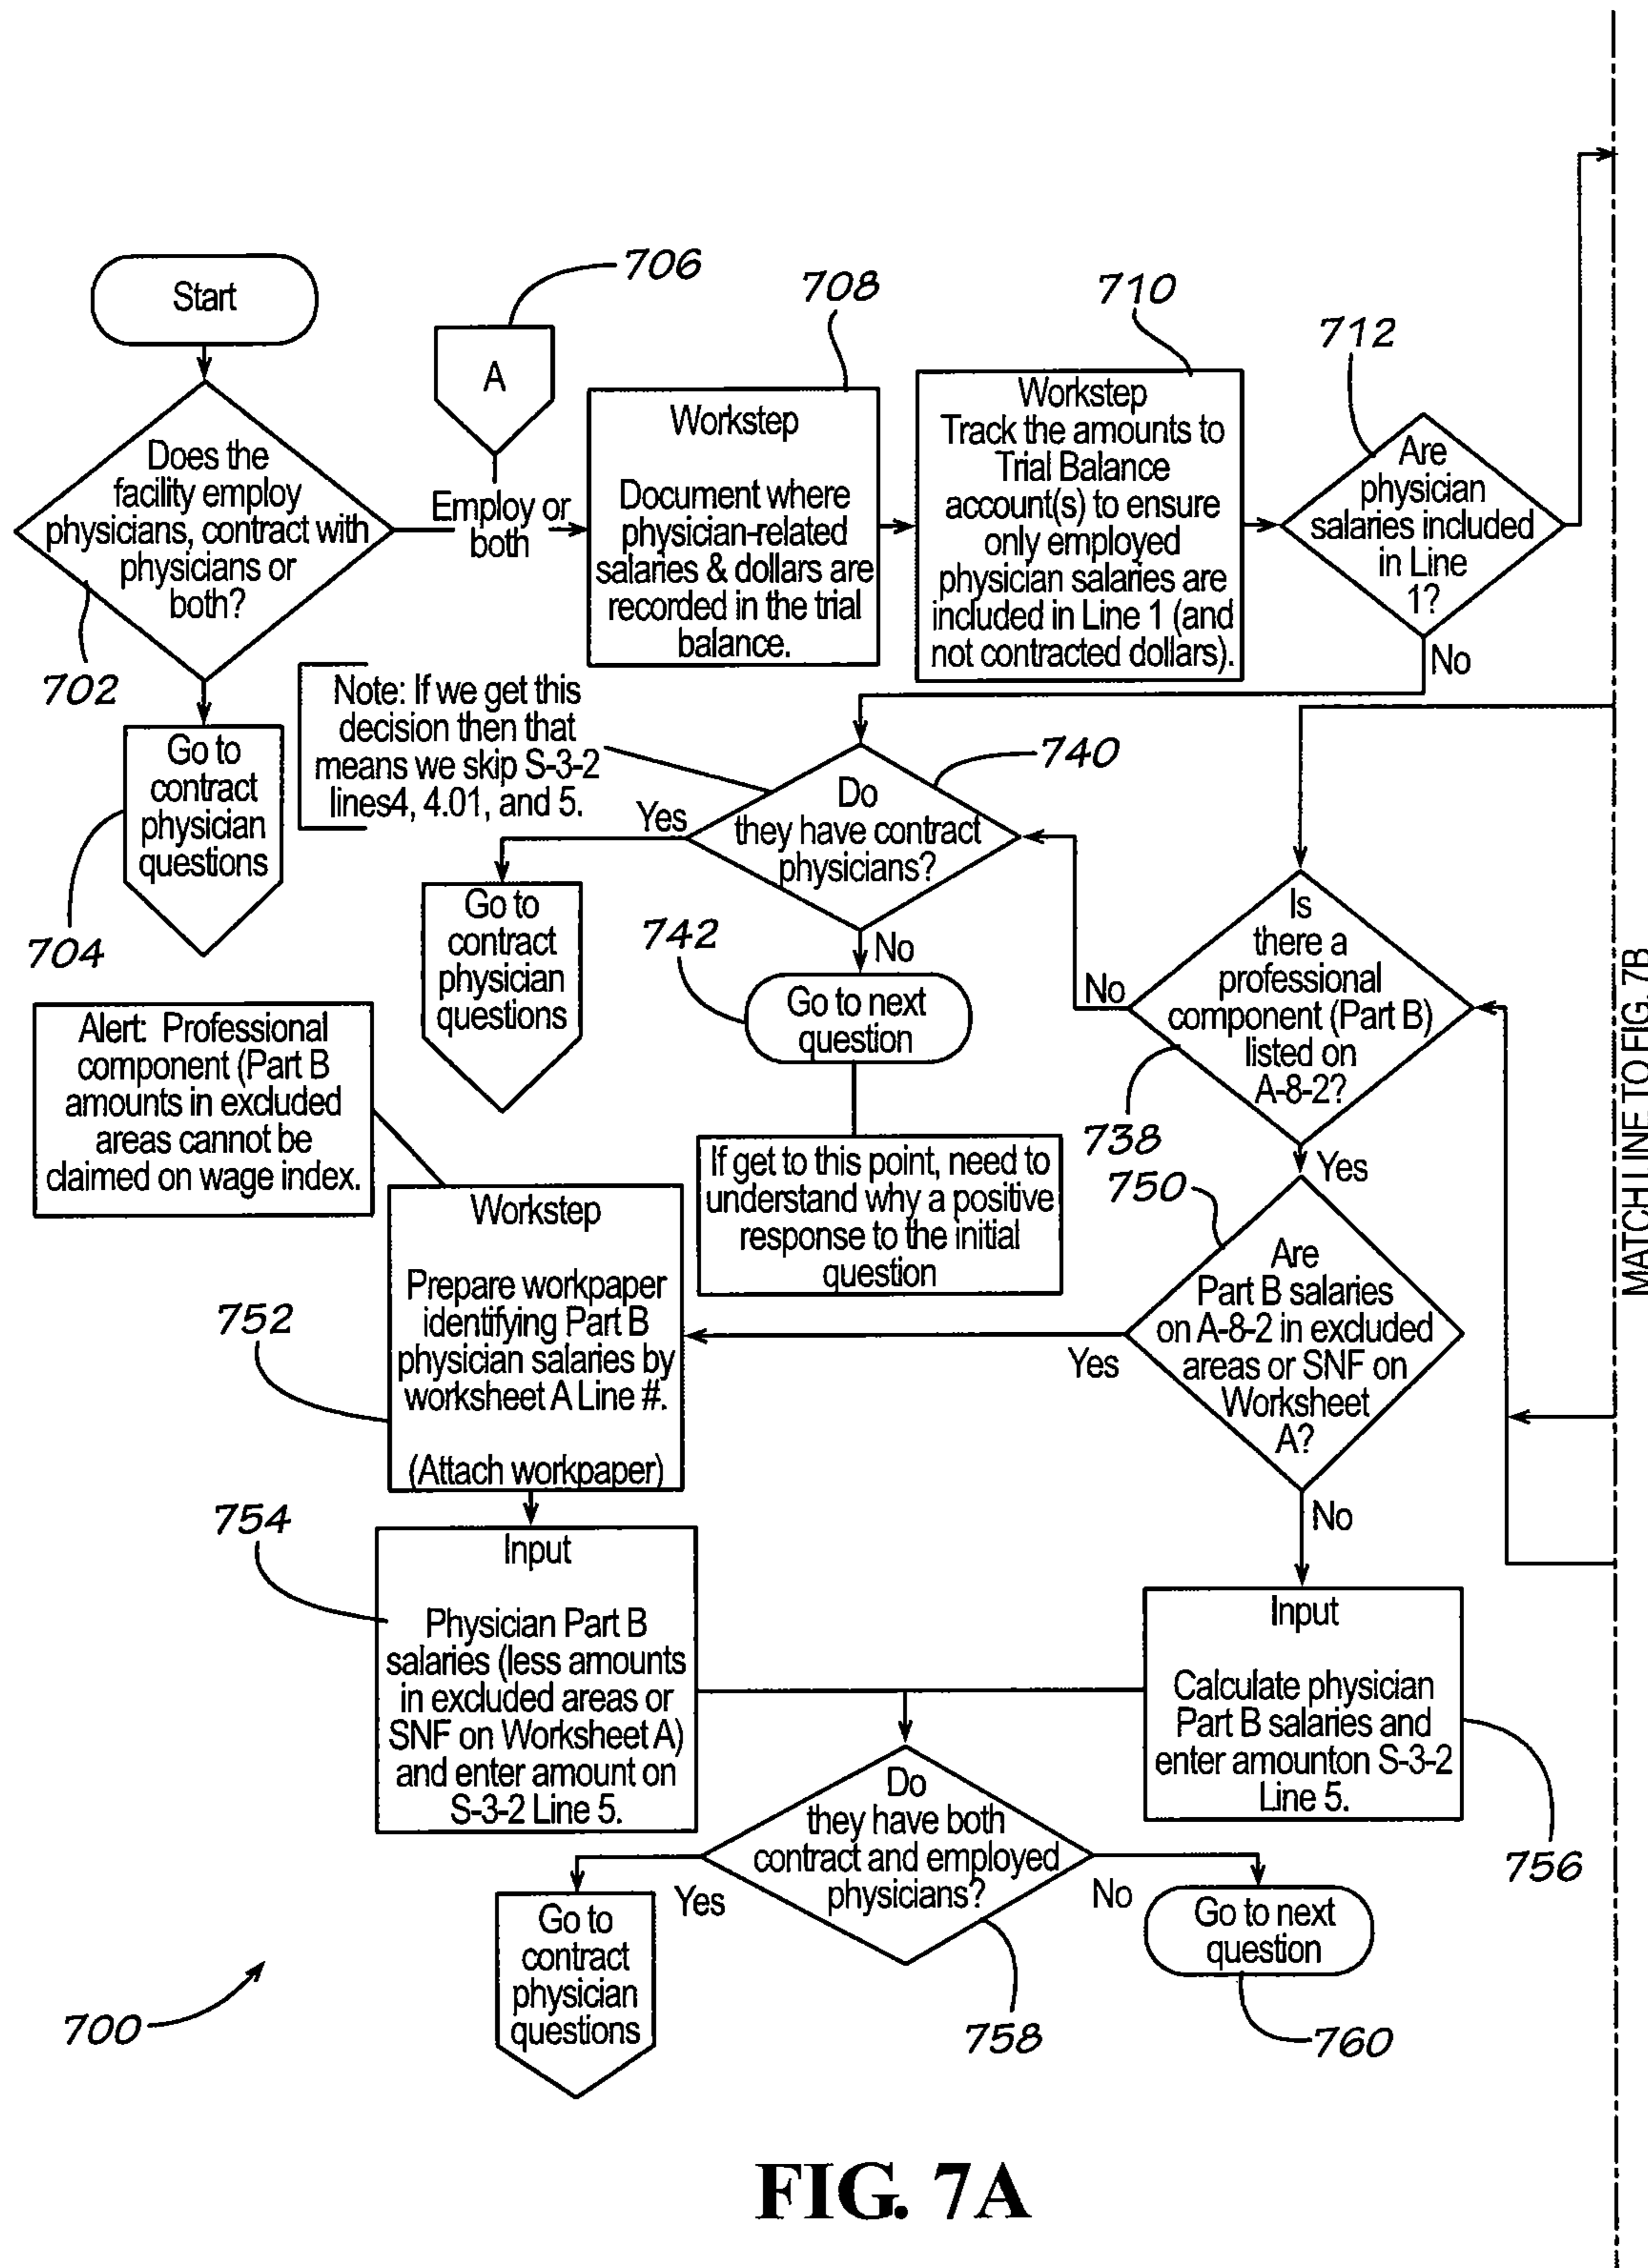 706
708
710
712
Start
A
Does the
facility employ
physicians, contract with
physicians or
both?
702
Employ or
both
Workstep
Document where
physician-related
salaries & dollars are
recorded in the trial
balance.
Workstep
Track the amounts to
Trial Balance
account(s) to ensure
only employed
physician salaries are
included in Line 1 (and
not contracted dollars).
Are
physician
salaries included
in Line
1?
No
Go to
contract
physician
questions
704
Note: If we get this
decision then that
means we skip S-3-2
lines4, 4.01, and 5.
Do
they have contract
physicians?
740
Yes
Go to
contract
physician
questions
No
742
Go to next
question
If get to this point, need to
understand why a positive
response to the initial
question
Is
there a
professional
component (Part B)
listed on
A-8-2?
No
738
Yes
MATCH LINE TO FIG. 7B
Alert: Professional
component (Part B
amounts in excluded
areas cannot be
claimed on wage index.
750
Are
Part B salaries
on A-8-2 in excluded
areas or SNF on
Worksheet
A?
Yes
No
Workstep
Prepare workpaper
identifying Part B
physician salaries by
worksheet A Line #.
(Attach workpaper)
752
754
Input
Physician Part B
salaries (less amounts
in excluded areas or
SNF on Worksheet A)
and enter amount on
S-3-2 Line 5.
Input
Calculate physician
Part B salaries and
enter amounton S-3-2
Line 5.
756
Do
they have both
contract and employed
physicians?
758
Yes
No
Go to
contract
physician
questions
Go to next
question
760
700
FIG. 7A